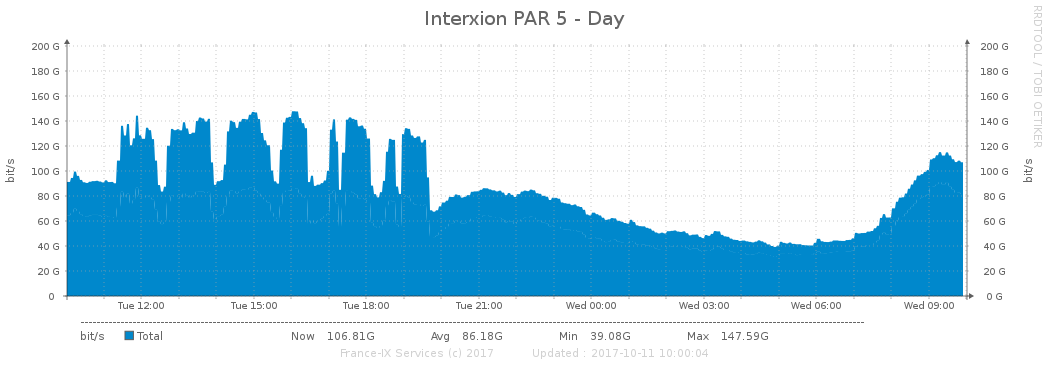 Interxion PAR 5 - Day
RRDTOOL / TOBI OETIKER
bit/s
bit/s
200 G 200 G
180 G 180 G
160 G 160 G
140 G 140 G
120 G 120 G
100 G 100 G
80 G 80 G
60 G 60 G
40 G 40 G
20 G 20 G
0 0 G
Tue 12:00 Tue 15:00 Tue 18:00 Tue 21:00 Wed 00:00 Wed 03:00 Wed 06:00 Wed 09:00
bit/s Total Now 106.81G Avg 86.18G Min 39.08G Max 147.59G
France-IX Services (c) 2017 Updated : 2017-10-11 10:00:04